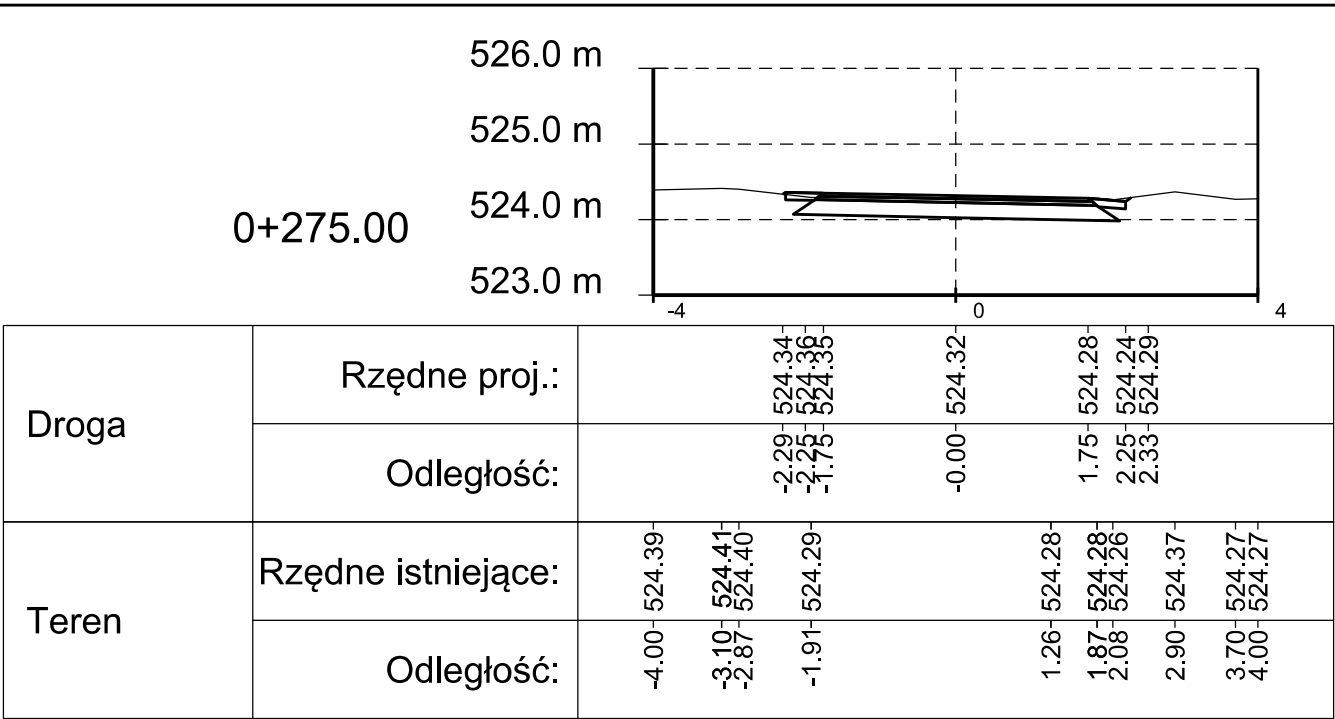 526.0 m
525.0 m
524.0 m
0+275.00
523.0 m
-4 0 4
Droga
Rzędne proj.:
524.34 524.36 524.35 524.32 524.28 524.24 524.29
Odległość:
-2.29 -2.25 -1.75 -0.00 1.75 2.25 2.33
Teren
Rzędne istniejące:
524.39 524.41 524.40 524.29 524.28 524.28 524.26 524.37 524.27 524.27
Odległość:
-4.00 -3.10 -2.87 -1.91 1.26 1.87 2.08 2.90 3.70 4.00